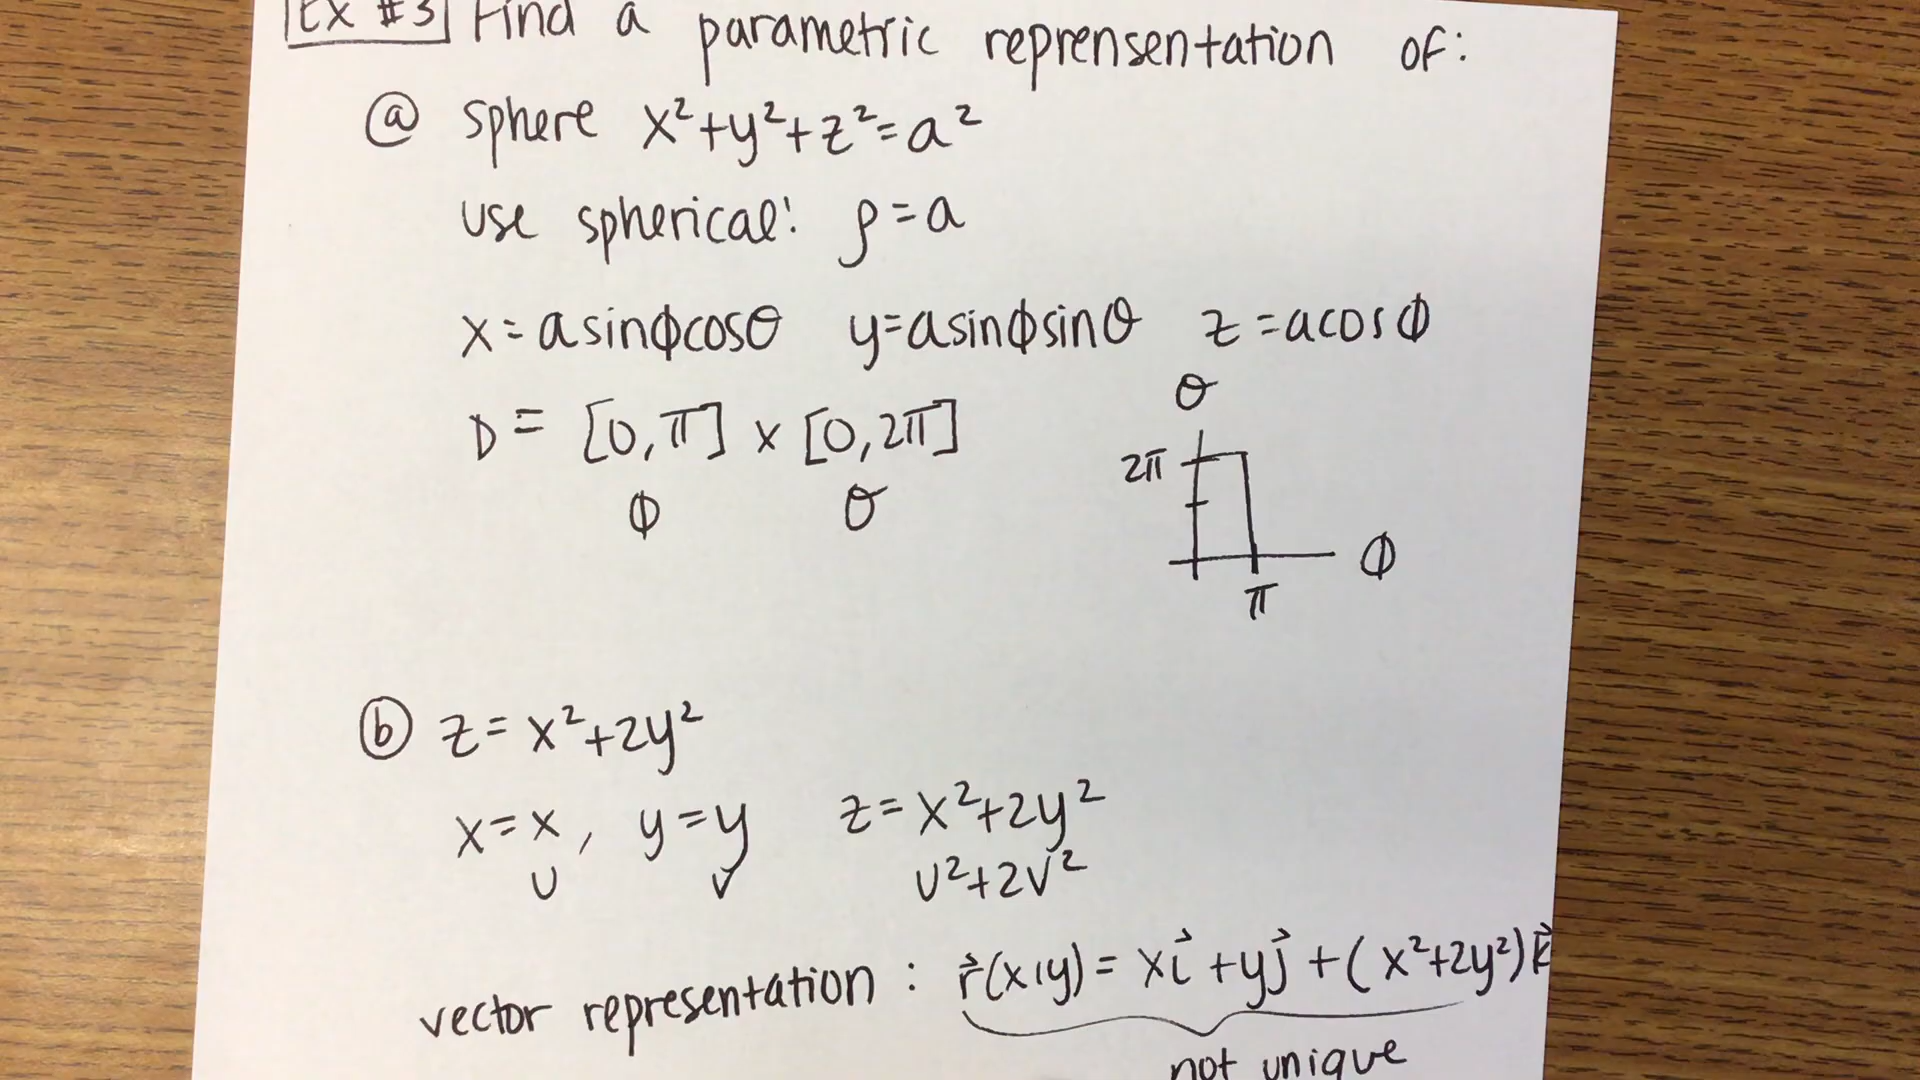 Ex #3 Find a parametric reprensentation of:
ⓐ sphere x²+y²+z²=a²
use spherical: ρ=a
x=asinϕcosθ y=asinϕsinθ z=acosϕ
D = [0,π] x [0,2π]
ϕ θ
θ
2π
ϕ
π
ⓑ z=x²+2y²
x=x, y=y z=x²+2y²
u v u²+2v²
vector representation: r⃗(x,y)= xi⃗+yj⃗+(x²+2y²)k⃗
not unique